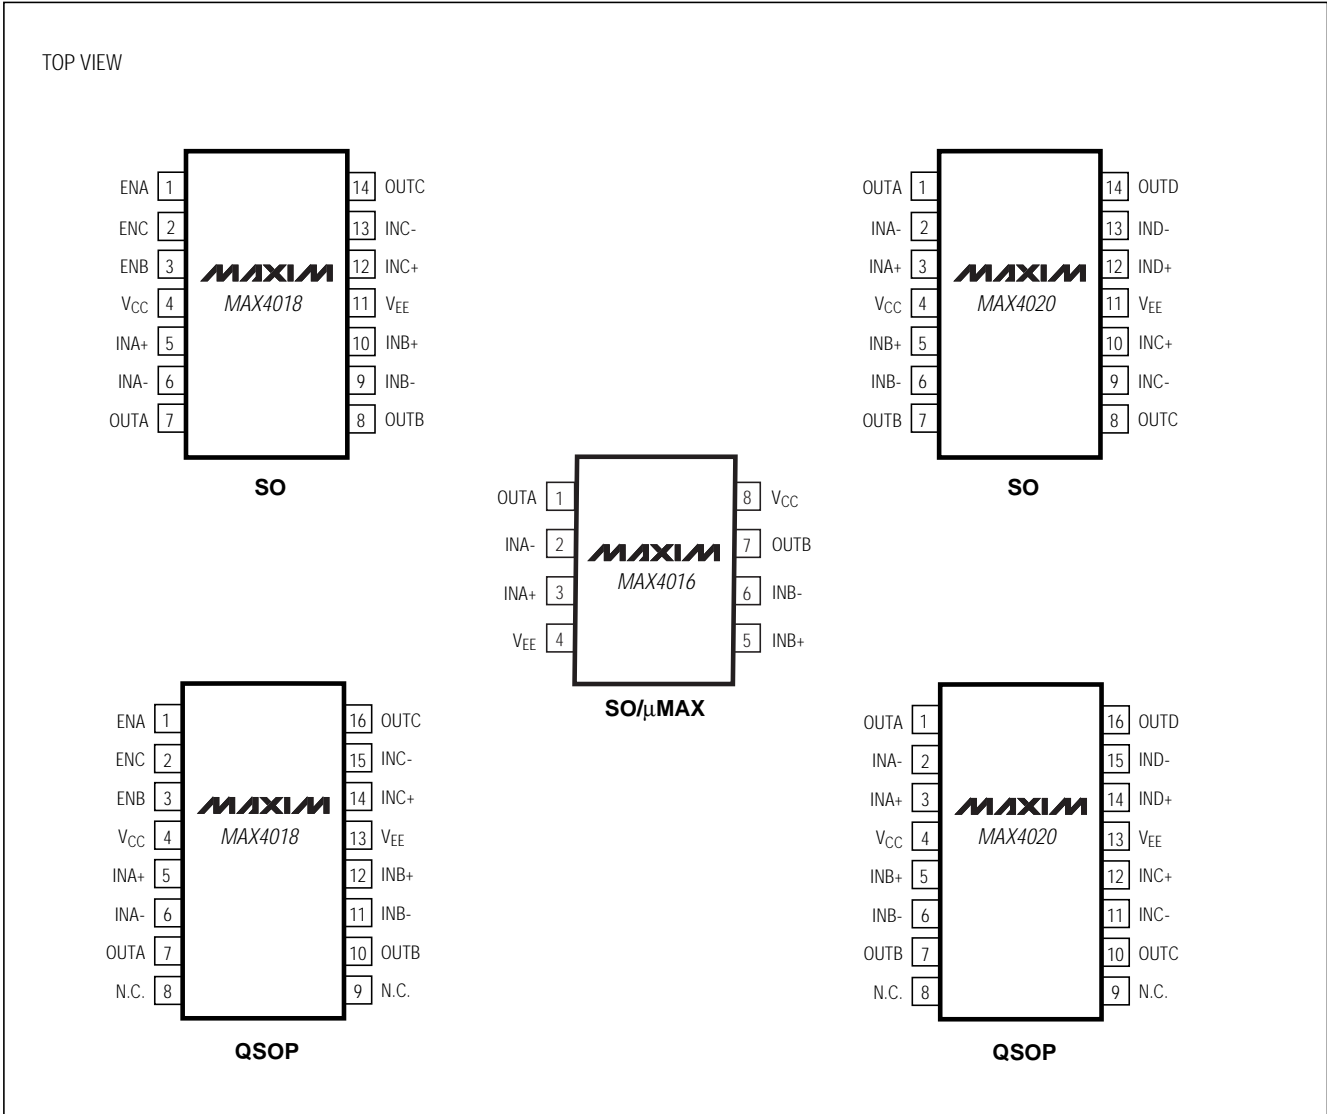 TOP VIEW
ENA 1 14 OUTC
ENC 2 13 INC-
ENB 3 12 INC+
VCC 4 11 VEE
INA+ 5 10 INB+
INA- 6 9 INB-
OUTA 7 8 OUTB
MAXIM
MAX4018
SO
OUTA 1 14 OUTD
INA- 2 13 IND-
INA+ 3 12 IND+
VCC 4 11 VEE
INB+ 5 10 INC+
INB- 6 9 INC-
OUTB 7 8 OUTC
MAXIM
MAX4020
SO
OUTA 1 8 VCC
INA- 2 7 OUTB
INA+ 3 6 INB-
VEE 4 5 INB+
MAXIM
MAX4016
SO/μMAX
ENA 1 16 OUTC
ENC 2 15 INC-
ENB 3 14 INC+
VCC 4 13 VEE
INA+ 5 12 INB+
INA- 6 11 INB-
OUTA 7 10 OUTB
N.C. 8 9 N.C.
MAXIM
MAX4018
QSOP
OUTA 1 16 OUTD
INA- 2 15 IND-
INA+ 3 14 IND+
VCC 4 13 VEE
INB+ 5 12 INC+
INB- 6 11 INC-
OUTB 7 10 OUTC
N.C. 8 9 N.C.
MAXIM
MAX4020
QSOP